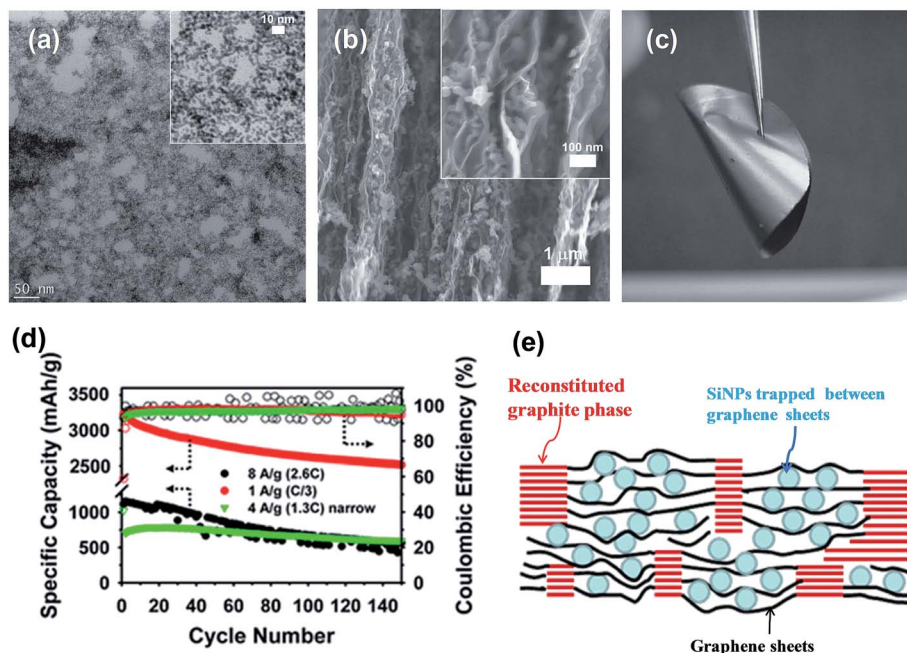 (a)
10 nm
50 nm
(b)
100 nm
1 μm
(c)
(d)
Specific Capacity (mAh/g)
3500
3000
2500
1000
500
0
8 A/g (2.6C)
1 A/g (C/3)
4 A/g (1.3C) narrow
100
80
60
40
20
0
Coulombic Efficiency (%)
0 20 40 60 80 100 120 140
Cycle Number
(e)
Reconstituted
graphite phase
SiNPs trapped between
graphene sheets
Graphene sheets